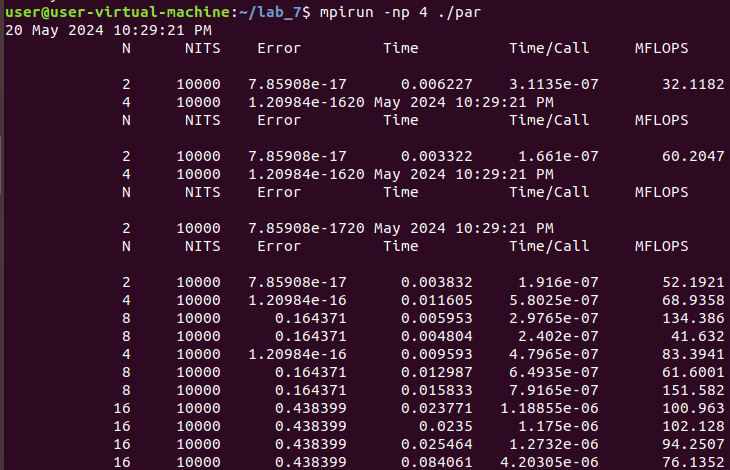 user@user-virtual-machine:~/lab_7$ mpirun -np 4 ./par
20 May 2024 10:29:21 PM
N NITS Error Time Time/Call MFLOPS
2 10000 7.85908e-17 0.006227 3.1135e-07 32.1182
4 10000 1.20984e-1620 May 2024 10:29:21 PM
N NITS Error Time Time/Call MFLOPS
2 10000 7.85908e-17 0.003322 1.661e-07 60.2047
4 10000 1.20984e-1620 May 2024 10:29:21 PM
N NITS Error Time Time/Call MFLOPS
2 10000 7.85908e-1720 May 2024 10:29:21 PM
N NITS Error Time Time/Call MFLOPS
2 10000 7.85908e-17 0.003832 1.916e-07 52.1921
4 10000 1.20984e-16 0.011605 5.8025e-07 68.9358
8 10000 0.164371 0.005953 2.9765e-07 134.386
8 10000 0.164371 0.004804 2.402e-07 41.632
4 10000 1.20984e-16 0.009593 4.7965e-07 83.3941
8 10000 0.164371 0.012987 6.4935e-07 61.6001
8 10000 0.164371 0.015833 7.9165e-07 151.582
16 10000 0.438399 0.023771 1.18855e-06 100.963
16 10000 0.438399 0.0235 1.175e-06 102.128
16 10000 0.438399 0.025464 1.2732e-06 94.2507
16 10000 0.438399 0.084061 4.20305e-06 76.1352